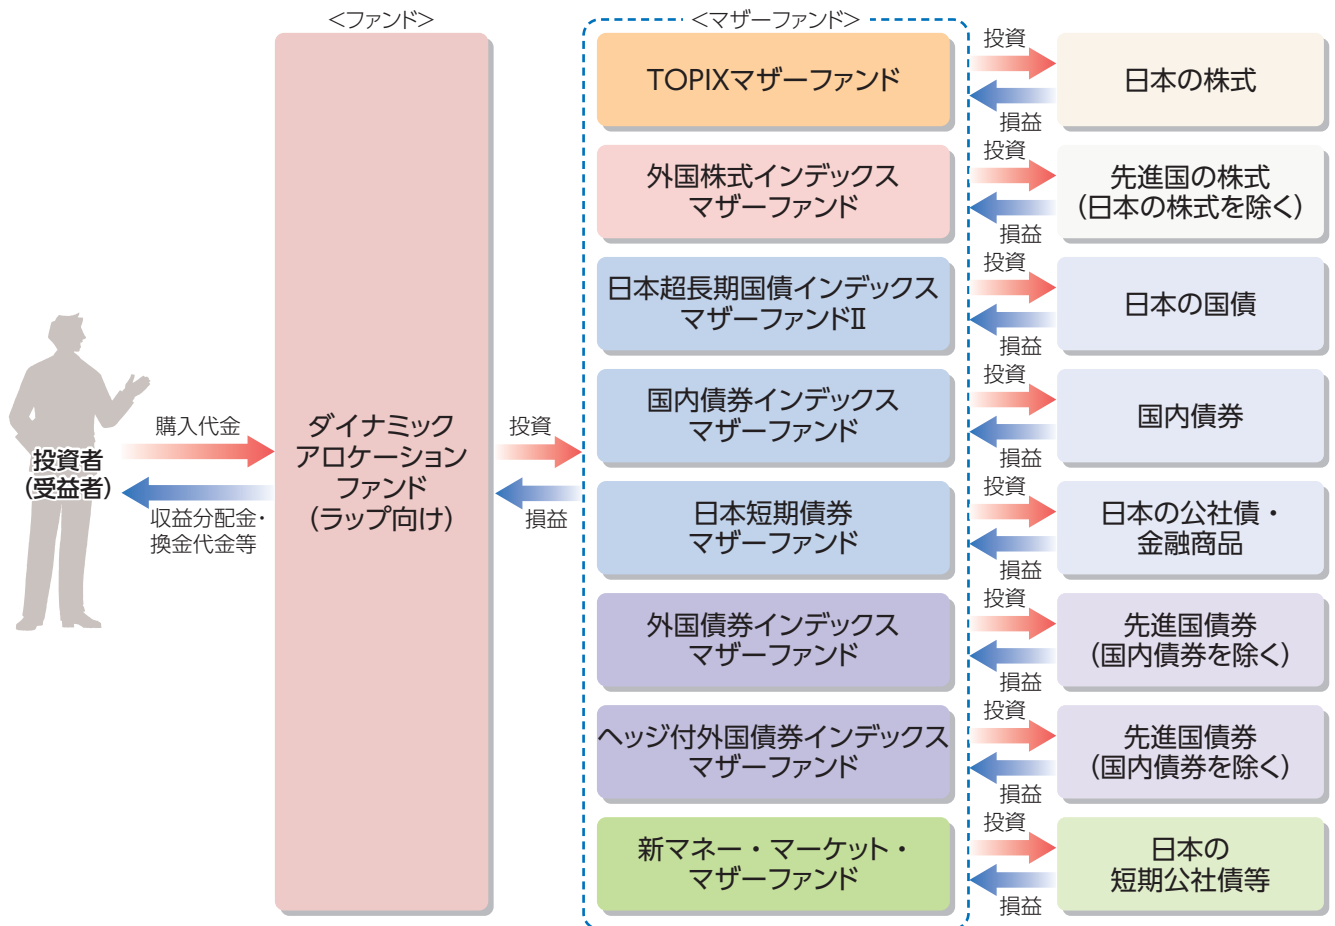 <ファンド>
<マザーファンド>
投資者
(受益者)
購入代金
収益分配金・
換金代金等
ダイナミック
アロケーション
ファンド
(ラップ向け)
投資
損益
TOPIXマザーファンド
投資
損益
日本の株式
外国株式インデックス
マザーファンド
投資
損益
先進国の株式
(日本の株式を除く)
日本超長期国債インデックス
マザーファンドⅡ
投資
損益
日本の国債
国内債券インデックス
マザーファンド
投資
損益
国内債券
日本短期債券
マザーファンド
投資
損益
日本の公社債・
金融商品
外国債券インデックス
マザーファンド
投資
損益
先進国債券
(国内債券を除く)
ヘッジ付外国債券インデックス
マザーファンド
投資
損益
先進国債券
(国内債券を除く)
新マネー・マーケット・
マザーファンド
投資
損益
日本の
短期公社債等